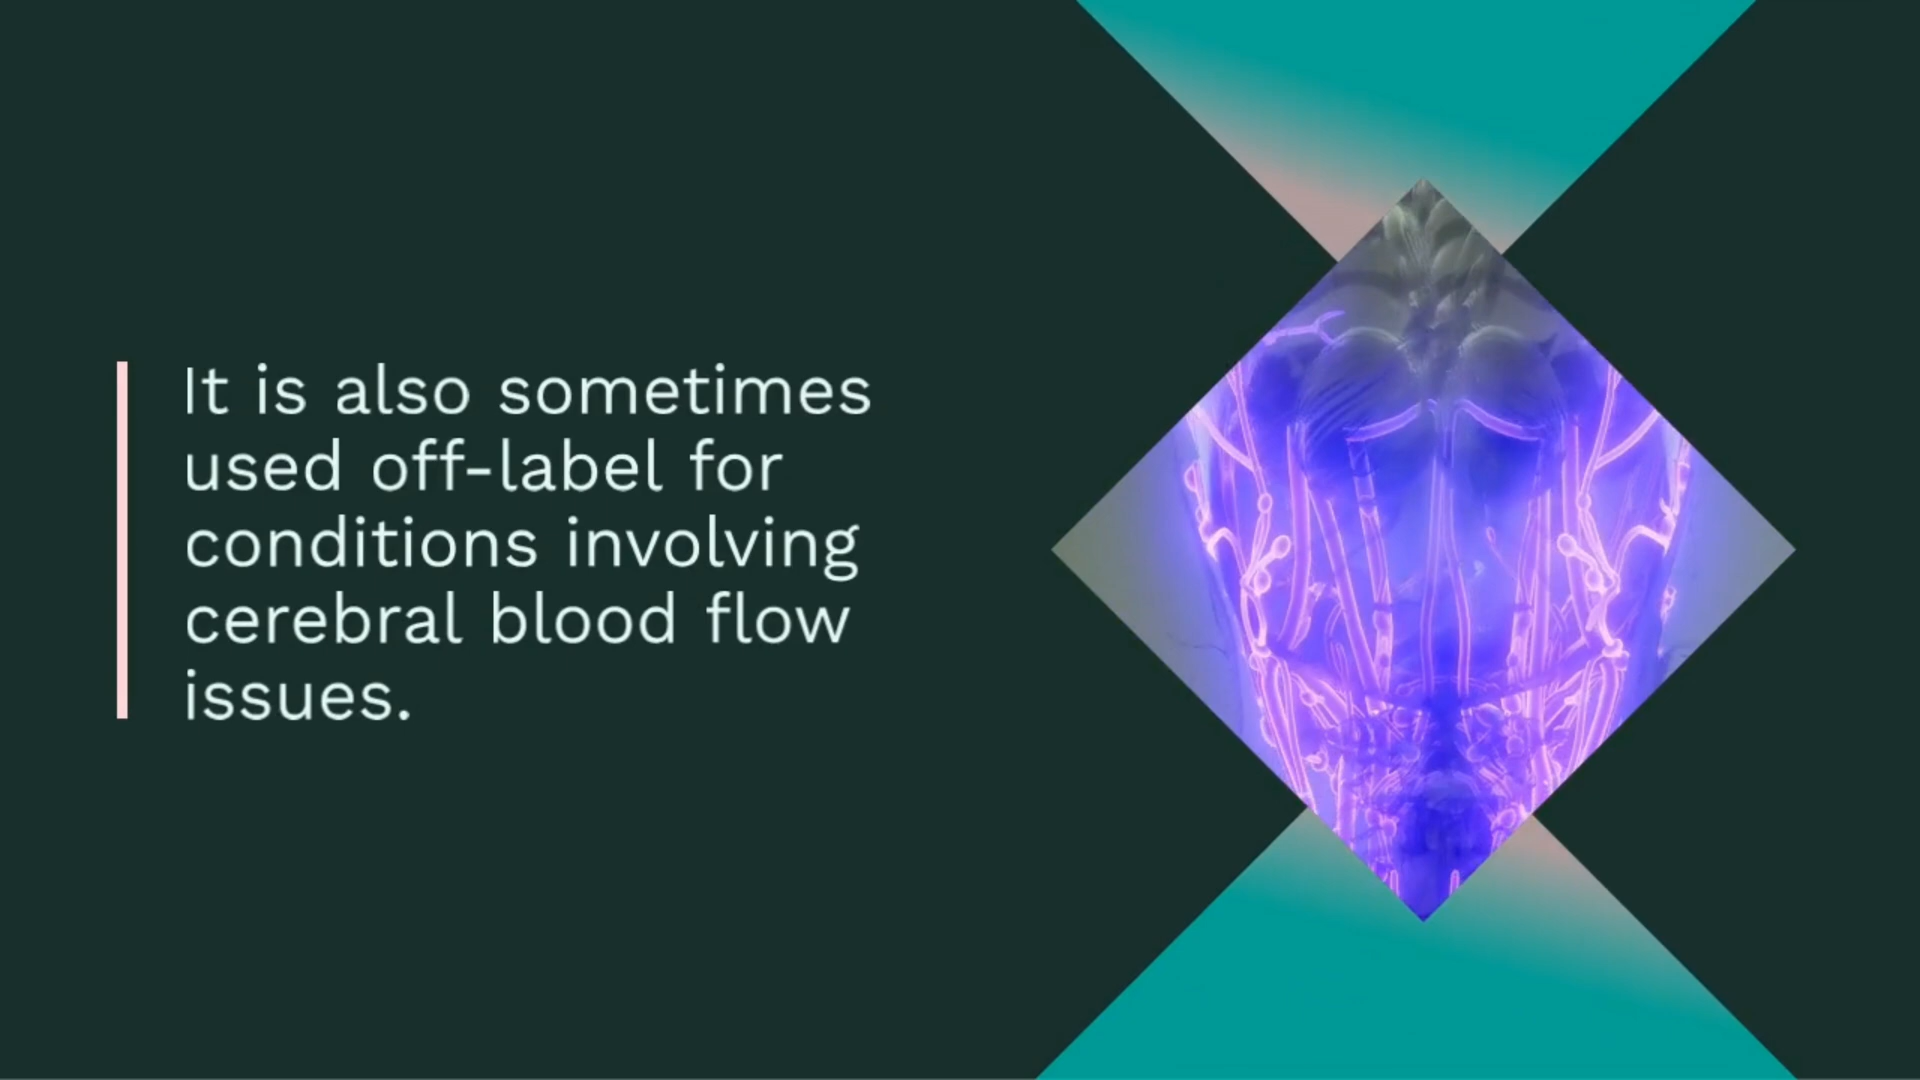 It is also sometimes
used off-label for
conditions involving
cerebral blood flow
issues.